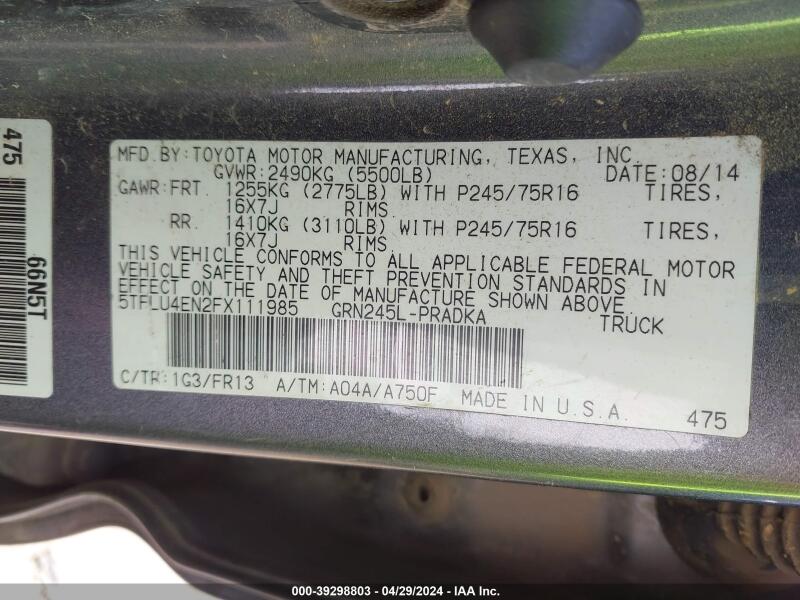 MFD.BY:TOYOTA MOTOR MANUFACTURING, TEXAS, INC.
GVWR:2490KG (5500LB) DATE:08/14
GAWR:FRT. 1255KG (2775LB) WITH P245/75R16 TIRES,
16X7J RIMS
RR. 1410KG (3110LB) WITH P245/75R16 TIRES,
16X7J RIMS
THIS VEHICLE CONFORMS TO ALL APPLICABLE FEDERAL MOTOR
VEHICLE SAFETY AND THEFT PREVENTION STANDARDS IN
EFFECT ON THE DATE OF MANUFACTURE SHOWN ABOVE.
5TFLU4EN2FX111985 GRN245L-PRADKA TRUCK
C/TR:1G3/FR13 A/TM:A04A/A750F MADE IN U.S.A. 475
475
66N5T
000-39298803 - 04/29/2024 - IAA Inc.